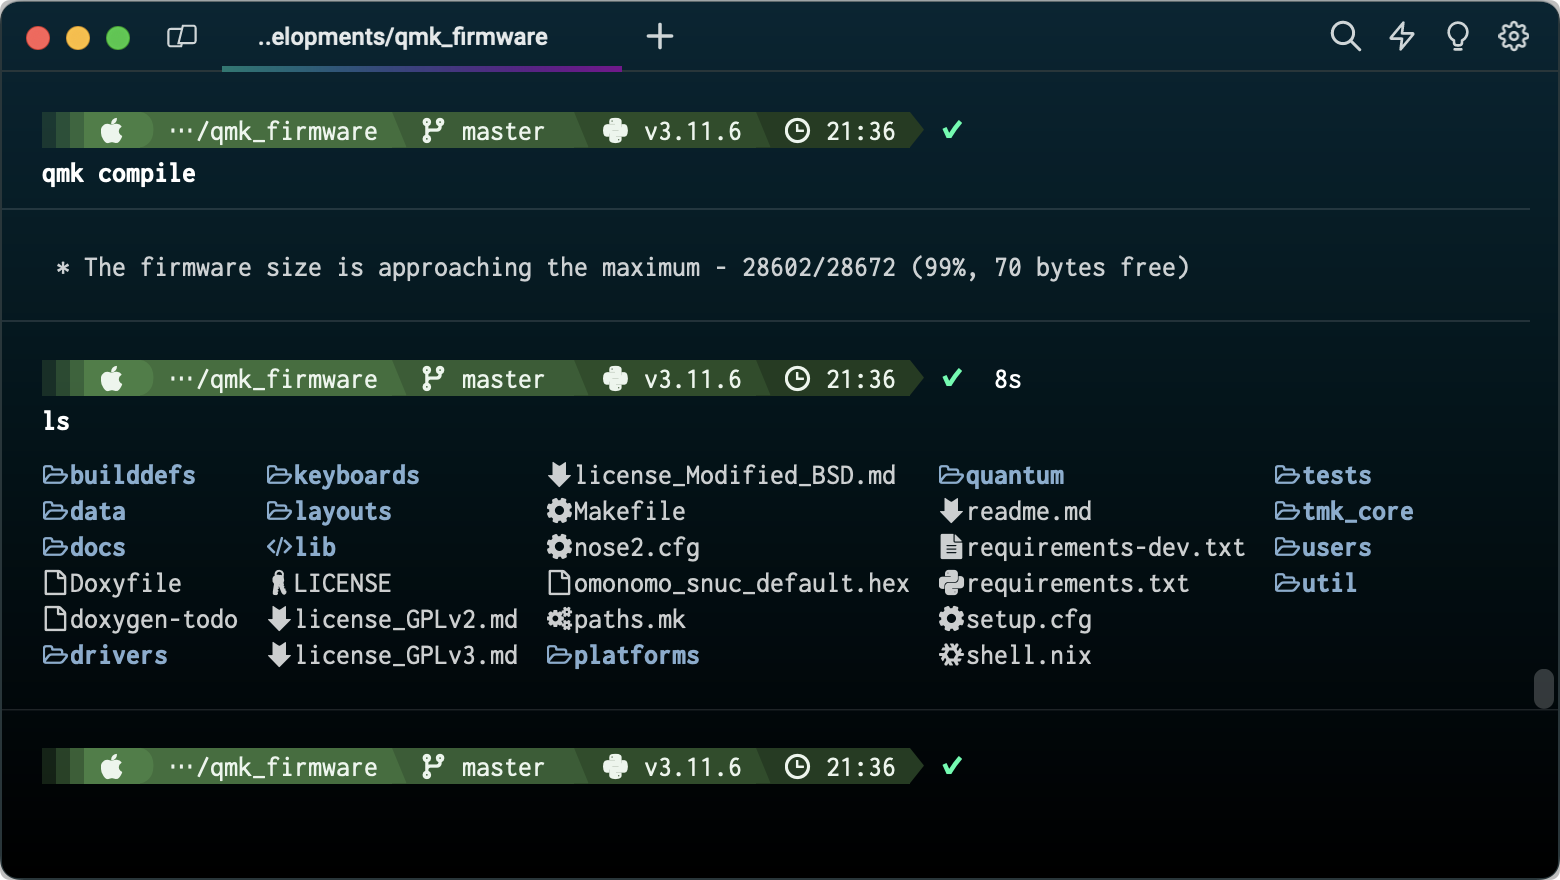 ..elopments/qmk_firmware
···/qmk_firmware master v3.11.6 21:36 ✓
qmk compile
* The firmware size is approaching the maximum - 28602/28672 (99%, 70 bytes free)
···/qmk_firmware master v3.11.6 21:36 ✓ 8s
ls
builddefs keyboards license_Modified_BSD.md quantum tests
data layouts Makefile readme.md tmk_core
docs lib nose2.cfg requirements-dev.txt users
Doxyfile LICENSE omonomo_snuc_default.hex requirements.txt util
doxygen-todo license_GPLv2.md paths.mk setup.cfg
drivers license_GPLv3.md platforms shell.nix
···/qmk_firmware master v3.11.6 21:36 ✓